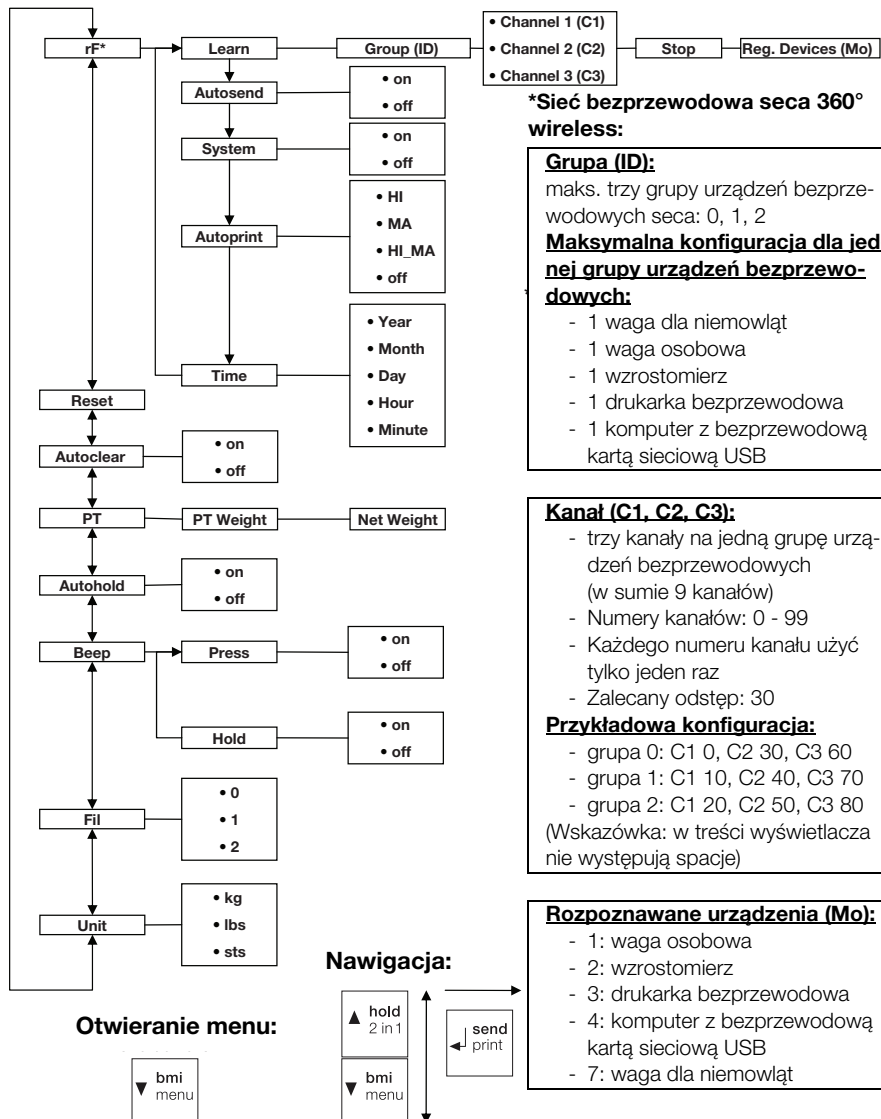 rF*
Learn
Group (ID)
• Channel 1 (C1)
• Channel 2 (C2)
• Channel 3 (C3)
Stop
Reg. Devices (Mo)
Autosend
• on
• off
System
• on
• off
Autoprint
• HI
• MA
• HI_MA
• off
Time
• Year
• Month
• Day
• Hour
• Minute
Reset
Autoclear
• on
• off
PT
PT Weight
Net Weight
Autohold
• on
• off
Beep
Press
• on
• off
Hold
• on
• off
Fil
• 0
• 1
• 2
Unit
• kg
• lbs
• sts
*Sieć bezprzewodowa seca 360°
wireless:
Grupa (ID):
maks. trzy grupy urządzeń bezprze-
wodowych seca: 0, 1, 2
Maksymalna konfiguracja dla jed
nej grupy urządzeń bezprzewo-
dowych:
- 1 waga dla niemowląt
- 1 waga osobowa
- 1 wzrostomierz
- 1 drukarka bezprzewodowa
- 1 komputer z bezprzewodową
kartą sieciową USB
Kanał (C1, C2, C3):
- trzy kanały na jedną grupę urzą-
dzeń bezprzewodowych
(w sumie 9 kanałów)
- Numery kanałów: 0 - 99
- Każdego numeru kanału użyć
tylko jeden raz
- Zalecany odstęp: 30
Przykładowa konfiguracja:
- grupa 0: C1 0, C2 30, C3 60
- grupa 1: C1 10, C2 40, C3 70
- grupa 2: C1 20, C2 50, C3 80
(Wskazówka: w treści wyświetlacza
nie występują spacje)
Rozpoznawane urządzenia (Mo):
- 1: waga osobowa
- 2: wzrostomierz
- 3: drukarka bezprzewodowa
- 4: komputer z bezprzewodową
kartą sieciową USB
- 7: waga dla niemowląt
Otwieranie menu:
bmi
menu
Nawigacja:
hold
2 in 1
bmi
menu
send
print